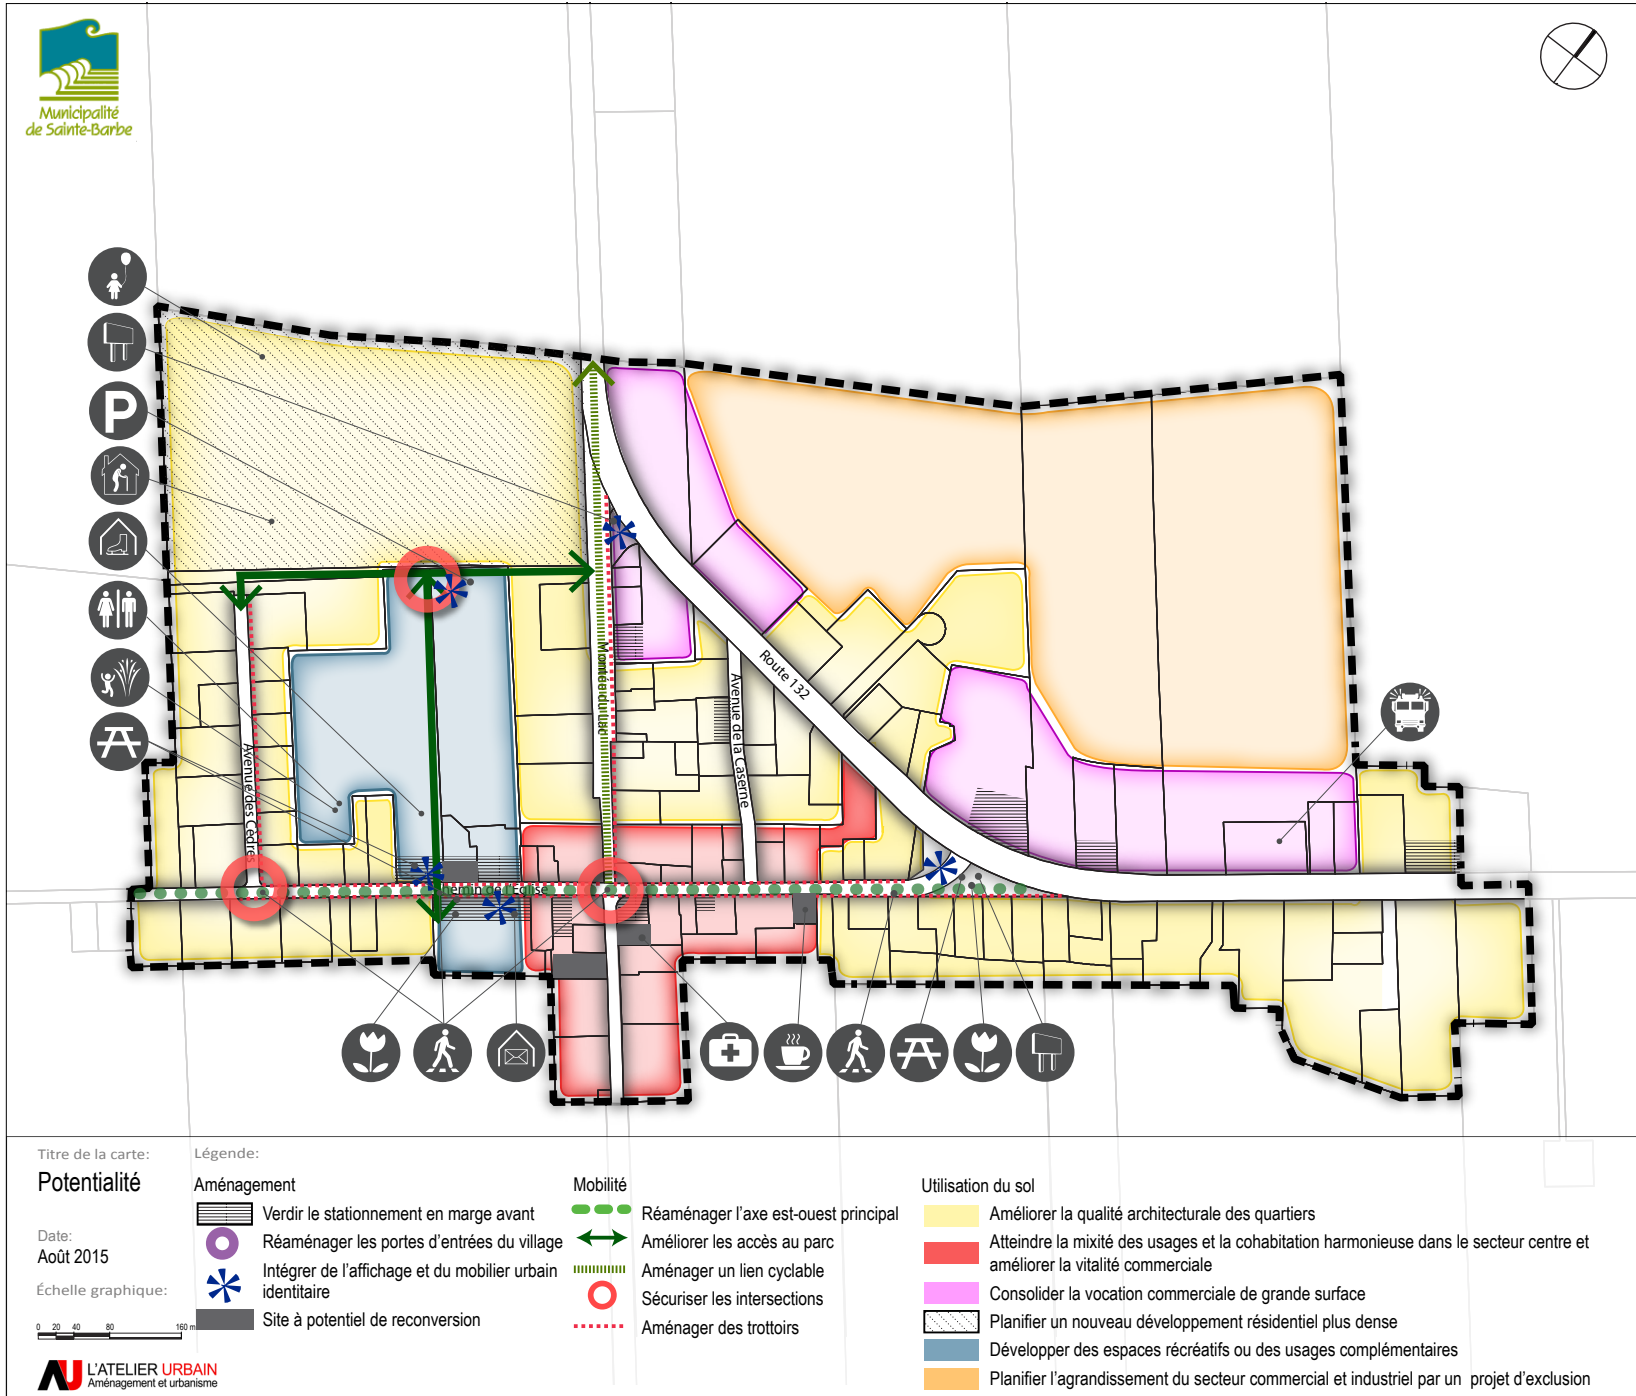 Municipalité
de Sainte-Barbe
P
Route 132
Montée du Lac
Avenue de la Caserne
Avenue des Cèdres
Chemin de l'Église
Titre de la carte:
Potentialité
Date:
Août 2015
Échelle graphique:
0 20 40 80 160 m
AU L'ATELIER URBAIN
Aménagement et urbanisme
Légende:
Aménagement
Verdir le stationnement en marge avant
Réaménager les portes d'entrées du village
Intégrer de l'affichage et du mobilier urbain
identitaire
Site à potentiel de reconversion
Mobilité
Réaménager l'axe est-ouest principal
Améliorer les accès au parc
Aménager un lien cyclable
Sécuriser les intersections
Aménager des trottoirs
Utilisation du sol
Améliorer la qualité architecturale des quartiers
Atteindre la mixité des usages et la cohabitation harmonieuse dans le secteur centre et
améliorer la vitalité commerciale
Consolider la vocation commerciale de grande surface
Planifier un nouveau développement résidentiel plus dense
Développer des espaces récréatifs ou des usages complémentaires
Planifier l'agrandissement du secteur commercial et industriel par un projet d'exclusion